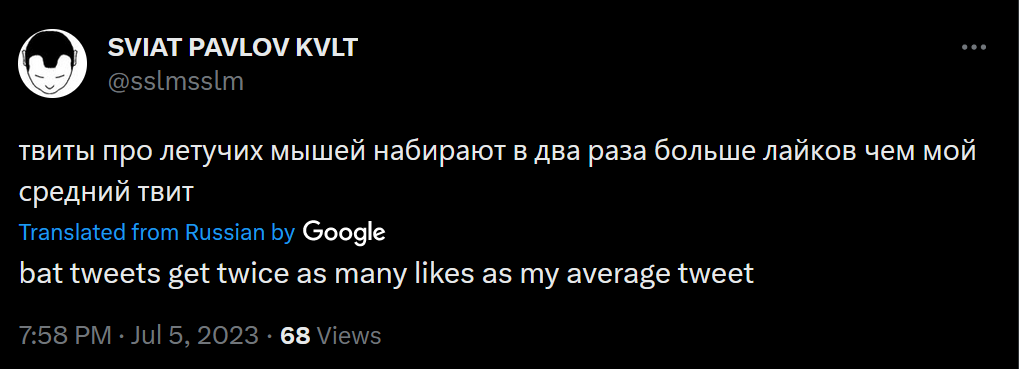 SVIAT PAVLOV KVLT
@sslmsslm
твиты про летучих мышей набирают в два раза больше лайков чем мой
средний твит
Translated from Russian by Google
bat tweets get twice as many likes as my average tweet
7:58 PM · Jul 5, 2023 · 68 Views